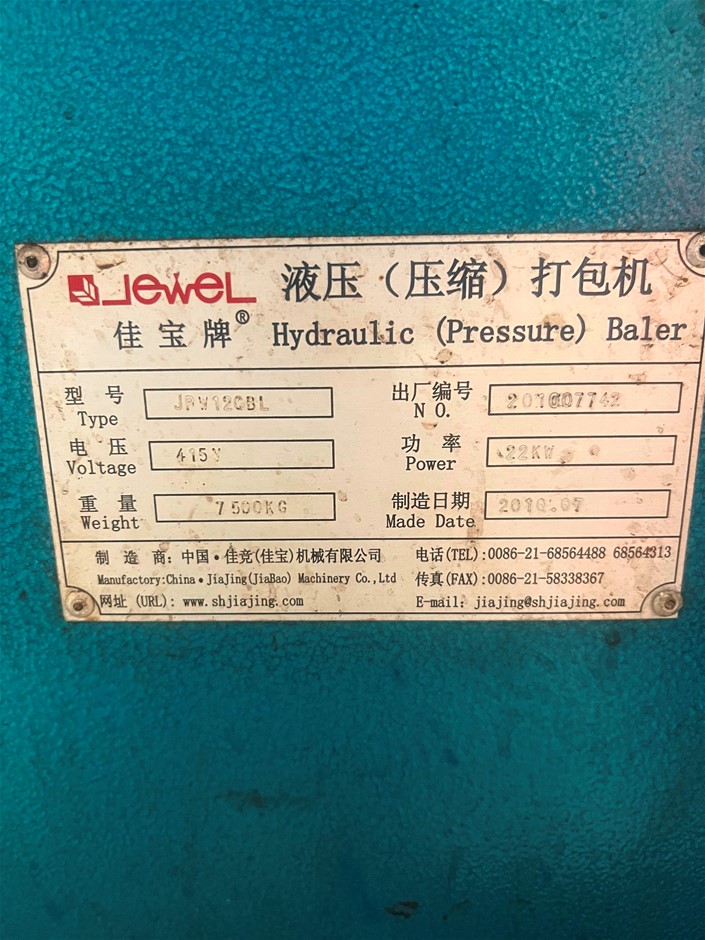 JeweL 液压（压缩）打包机
佳宝牌® Hydraulic (Pressure) Baler
型号 出厂编号
Type NO.
电压 415V 功率 22KW
Voltage Power
重量 7500KG 制造日期 2010.07
Weight Made Date
制造商: 中国·佳竞(佳宝)机械有限公司 电话(TEL):0086-21-68564488 68564313
Manufactory:China·JiaJing(JiaBao) Machinery Co.,Ltd 传真(FAX):0086-21-58338367
网址 (URL): www.shjiajing.com E-mail: jiajing@shjiajing.com